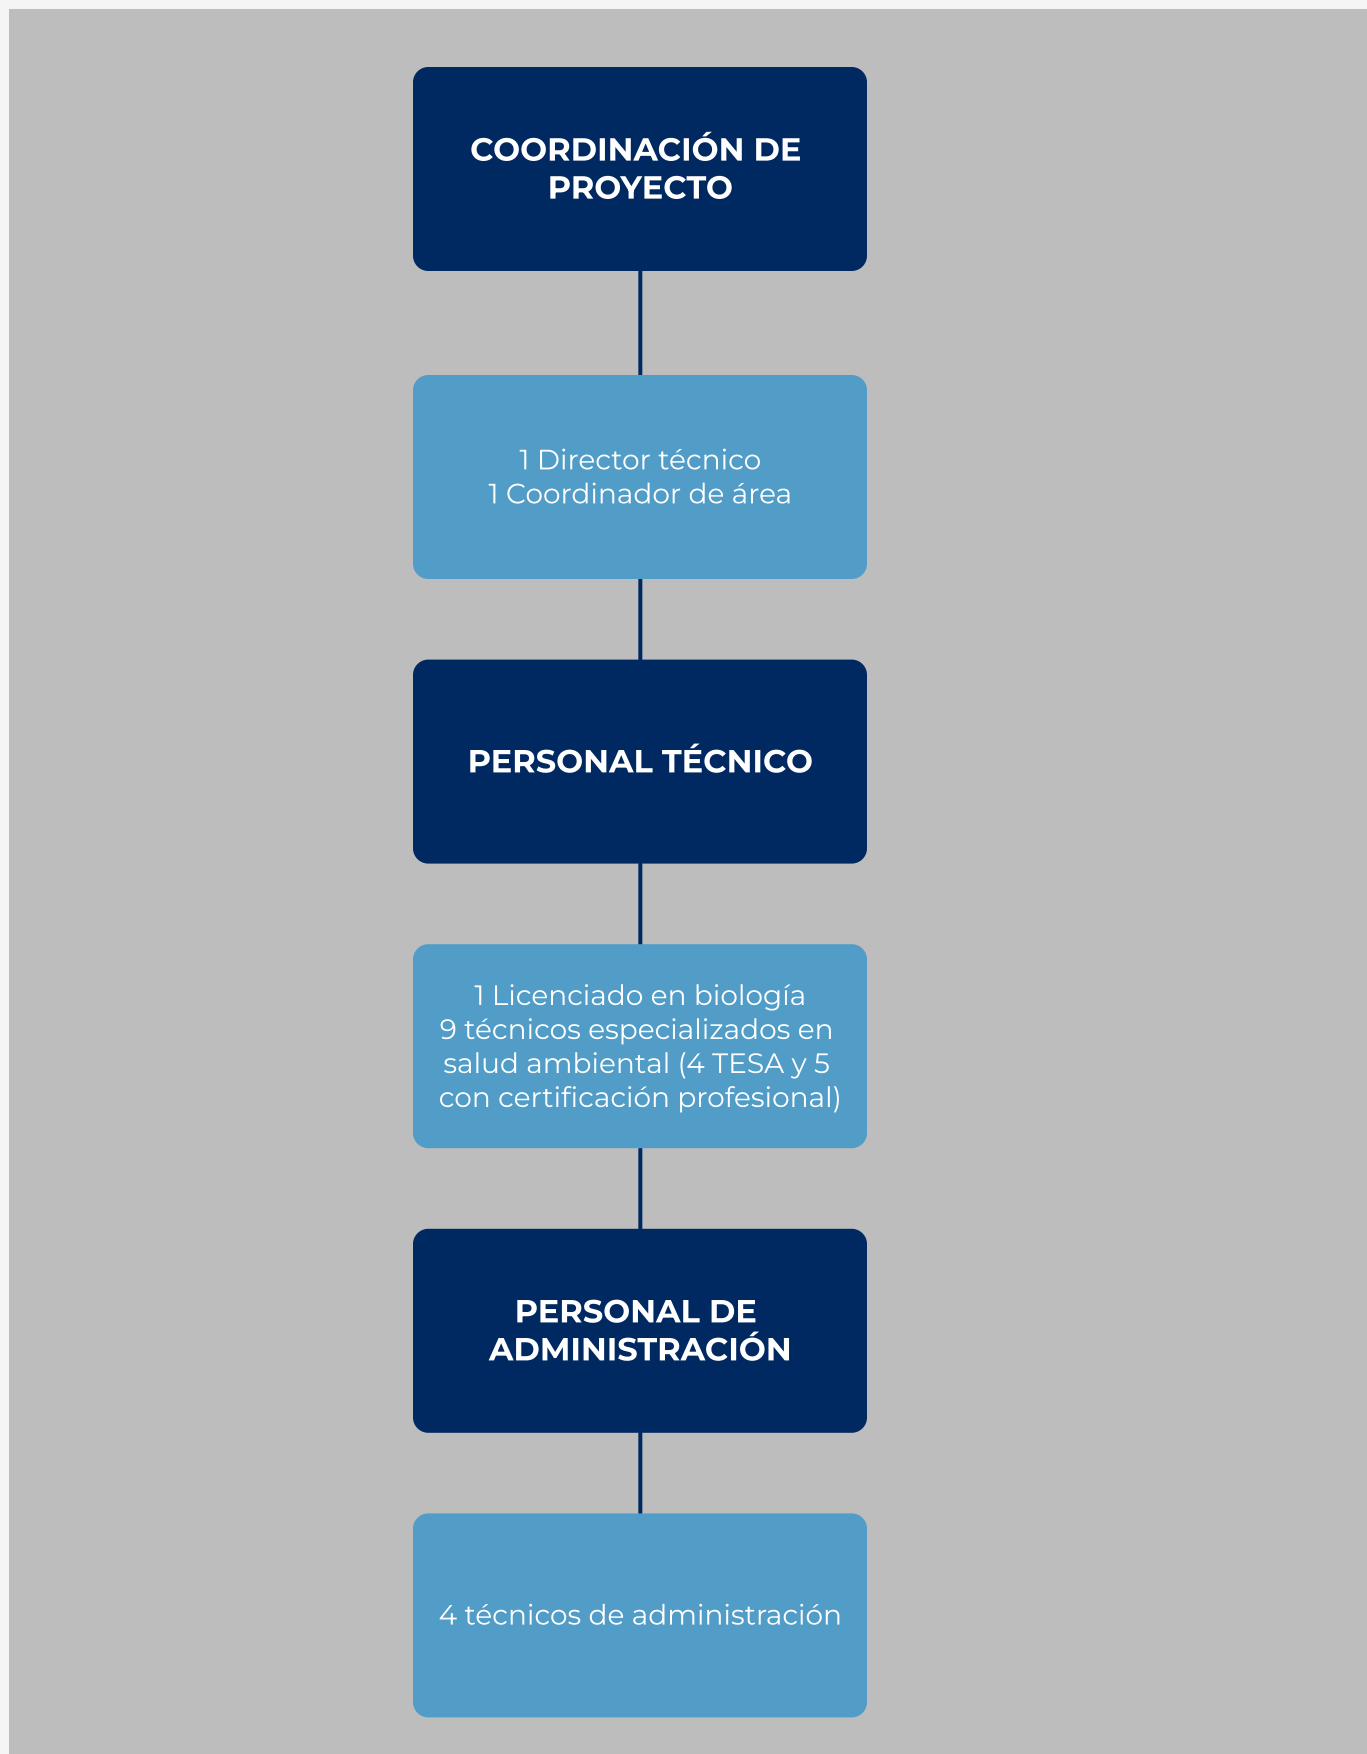 COORDINACIÓN DE
PROYECTO
1 Director técnico
1 Coordinador de área
PERSONAL TÉCNICO
1 Licenciado en biología
9 técnicos especializados en
salud ambiental (4 TESA y 5
con certificación profesional)
PERSONAL DE
ADMINISTRACIÓN
4 técnicos de administración